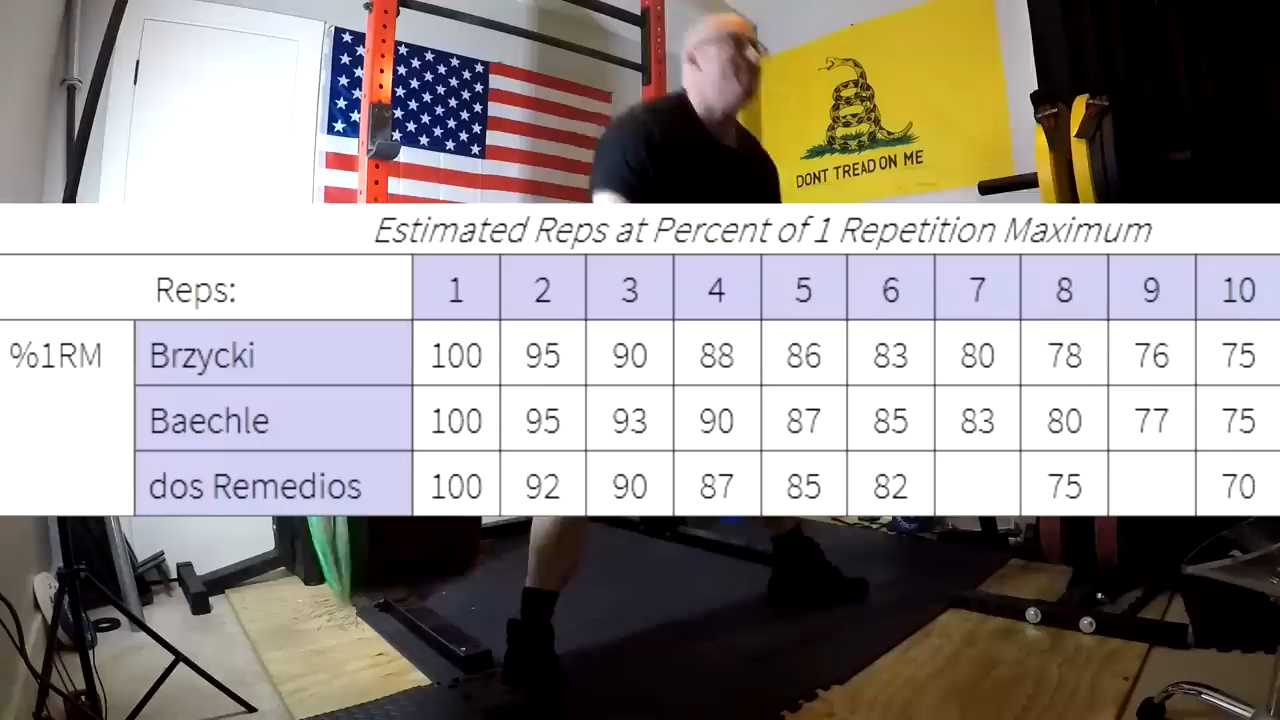 DONT TREAD ON ME
Estimated Reps at Percent of 1 Repetition Maximum
Reps: 1 2 3 4 5 6 7 8 9 10
%1RM Brzycki 100 95 90 88 86 83 80 78 76 75
Baechle 100 95 93 90 87 85 83 80 77 75
dos Remedios 100 92 90 87 85 82 75 70